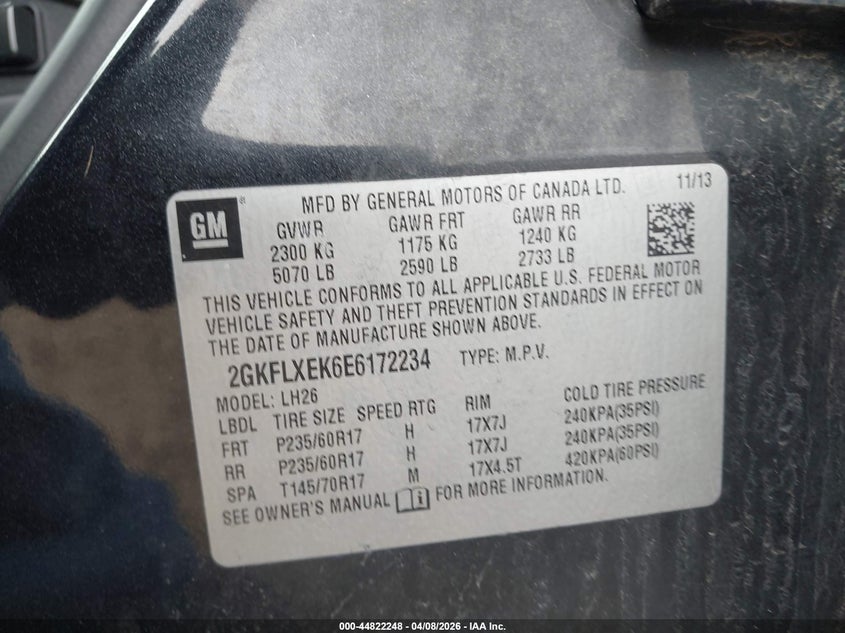 MFD BY GENERAL MOTORS OF CANADA LTD. 11/13
GM ®
GVWR GAWR FRT GAWR RR
2300 KG 1175 KG 1240 KG
5070 LB 2590 LB 2733 LB
THIS VEHICLE CONFORMS TO ALL APPLICABLE U.S. FEDERAL MOTOR
VEHICLE SAFETY AND THEFT PREVENTION STANDARDS IN EFFECT ON
THE DATE OF MANUFACTURE SHOWN ABOVE.
2GKFLXEK6E6172234 TYPE: M.P.V.
MODEL: LH26
LBDL TIRE SIZE SPEED RTG RIM COLD TIRE PRESSURE
FRT P235/60R17 H 17X7J 240KPA(35PSI)
RR P235/60R17 H 17X7J 240KPA(35PSI)
SPA T145/70R17 M 17X4.5T 420KPA(60PSI)
SEE OWNER'S MANUAL FOR MORE INFORMATION.
000-44822248 - 04/08/2026 - IAA Inc.